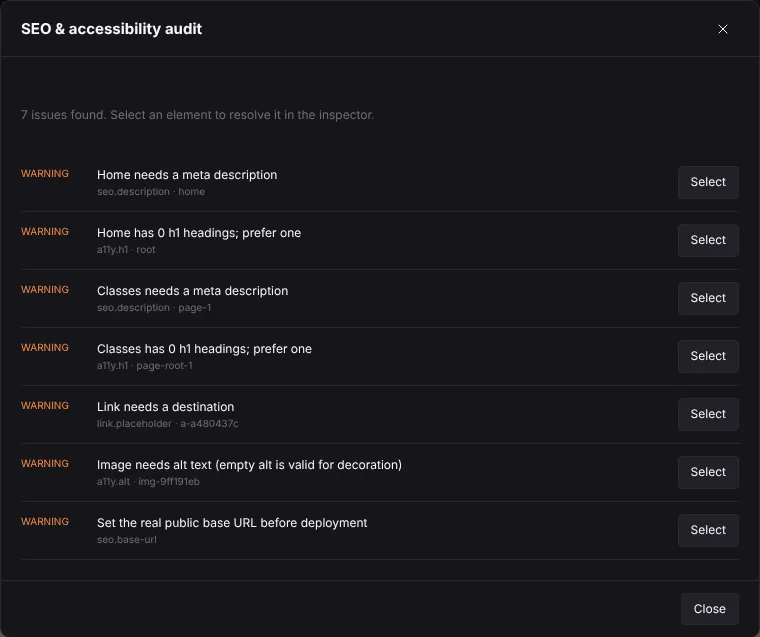 SEO & accessibility audit
7 issues found. Select an element to resolve it in the inspector.
WARNING
Home needs a meta description
seo.description · home
Select
WARNING
Home has 0 h1 headings; prefer one
a11y.h1 · root
Select
WARNING
Classes needs a meta description
seo.description · page-1
Select
WARNING
Classes has 0 h1 headings; prefer one
a11y.h1 · page-root-1
Select
WARNING
Link needs a destination
link.placeholder · a-a480437c
Select
WARNING
Image needs alt text (empty alt is valid for decoration)
a11y.alt · img-9ff191eb
Select
WARNING
Set the real public base URL before deployment
seo.base-url
Select
Close